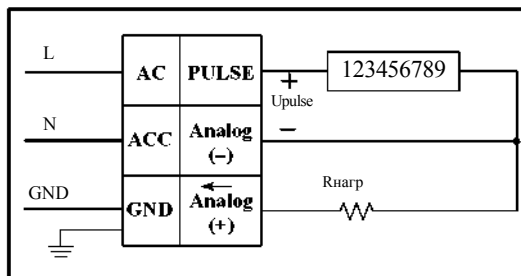 L
AC
PULSE
+
Upulse
123456789
N
ACC
Analog
(−)
−
GND
GND
Analog
(+)
Rнагр